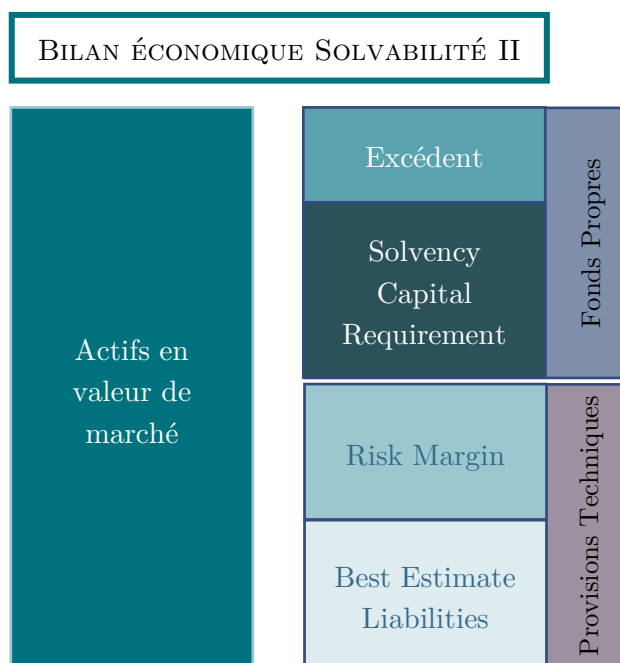 BILAN ÉCONOMIQUE SOLVABILITÉ II
Actifs en
valeur de
marché
Excédent
Solvency
Capital
Requirement
Fonds Propres
Risk Margin
Best Estimate
Liabilities
Provisions Techniques